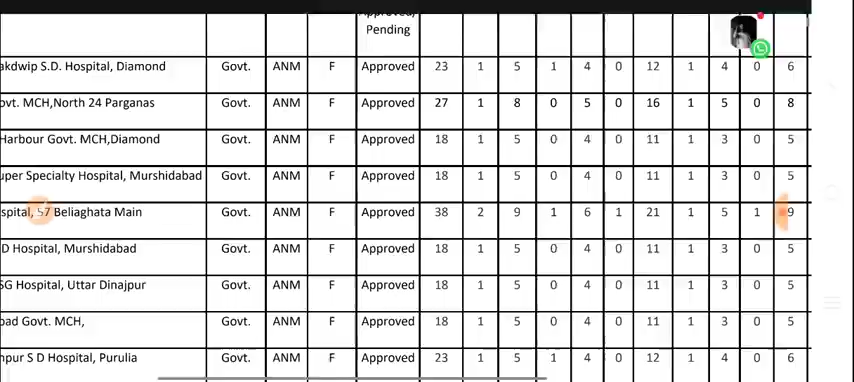 Approved,
Pending
akdwip S.D. Hospital, Diamond Govt. ANM F Approved 23 1 5 1 4 0 12 1 4 0 6
ovt. MCH,North 24 Parganas Govt. ANM F Approved 27 1 8 0 5 0 16 1 5 0 8
Harbour Govt. MCH,Diamond Govt. ANM F Approved 18 1 5 0 4 0 11 1 3 0 5
uper Specialty Hospital, Murshidabad Govt. ANM F Approved 18 1 5 0 4 0 11 1 3 0 5
spital, 57 Beliaghata Main Govt. ANM F Approved 38 2 9 1 6 1 21 1 5 1 9
D Hospital, Murshidabad Govt. ANM F Approved 18 1 5 0 4 0 11 1 3 0 5
SG Hospital, Uttar Dinajpur Govt. ANM F Approved 18 1 5 0 4 0 11 1 3 0 5
bad Govt. MCH, Govt. ANM F Approved 18 1 5 0 4 0 11 1 3 0 5
npur S D Hospital, Purulia Govt. ANM F Approved 23 1 5 1 4 0 12 1 4 0 6